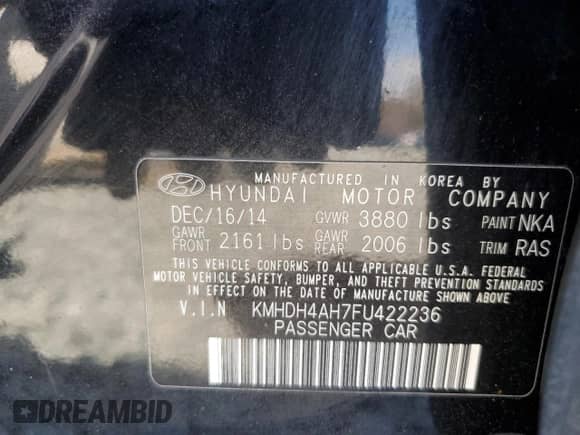 MANUFACTURED IN KOREA BY
HYUNDAI MOTOR COMPANY
DEC/16/14 GVWR 3880 lbs PAINT NKA
GAWR FRONT 2161 lbs GAWR REAR 2006 lbs TRIM RAS
THIS VEHICLE CONFORMS TO ALL APPLICABLE U.S.A. FEDERAL
MOTOR VEHICLE SAFETY, BUMPER, AND THEFT PREVENTION STANDARDS
IN EFFECT ON THE DATE OF MANUFACTURE SHOWN ABOVE.
V.I.N KMHDH4AH7FU422236
PASSENGER CAR
DREAMBID